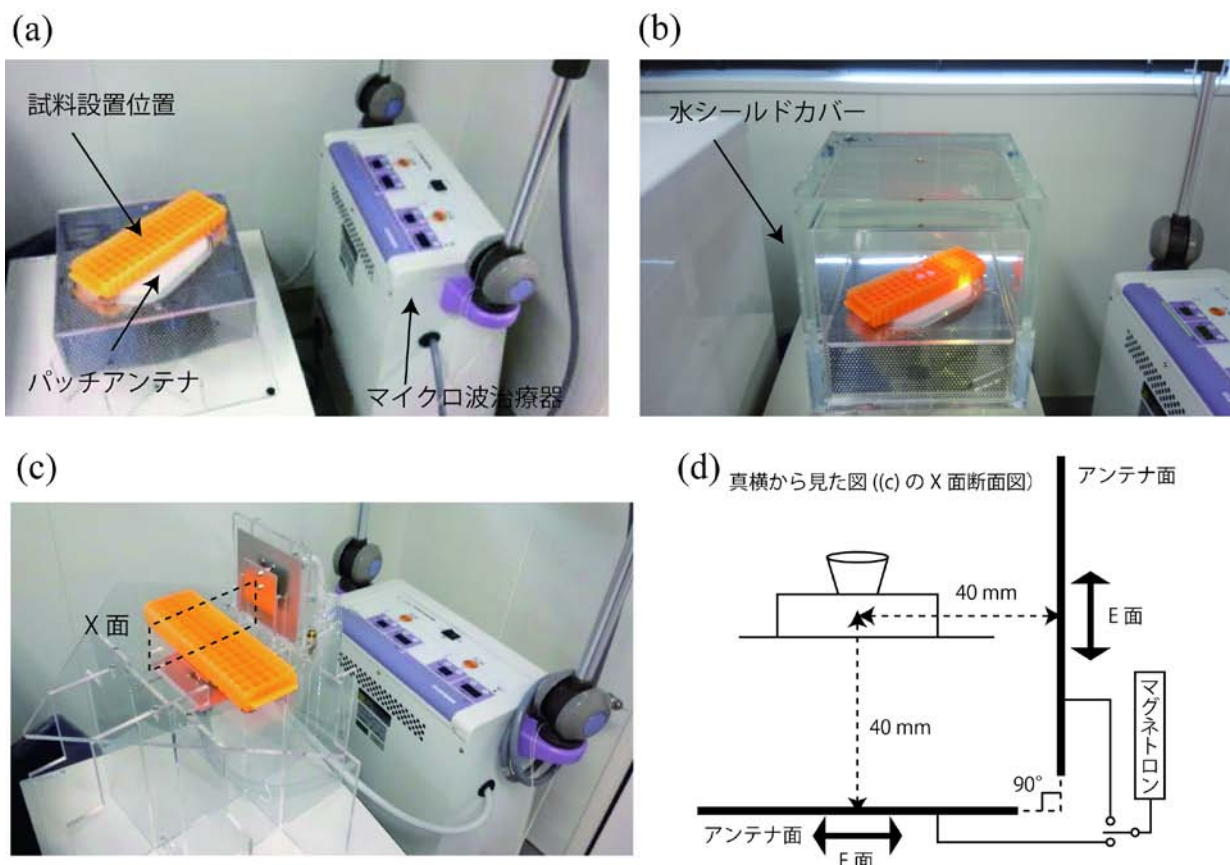 (a)
試料設置位置
パッチアンテナ
マイクロ波治療器
(b)
水シールドカバー
(c)
X 面
(d)
真横から見た図 ((c) の X 面断面図)
アンテナ面
40 mm
E 面
40 mm
マグネトロン
90°
アンテナ面
E 面